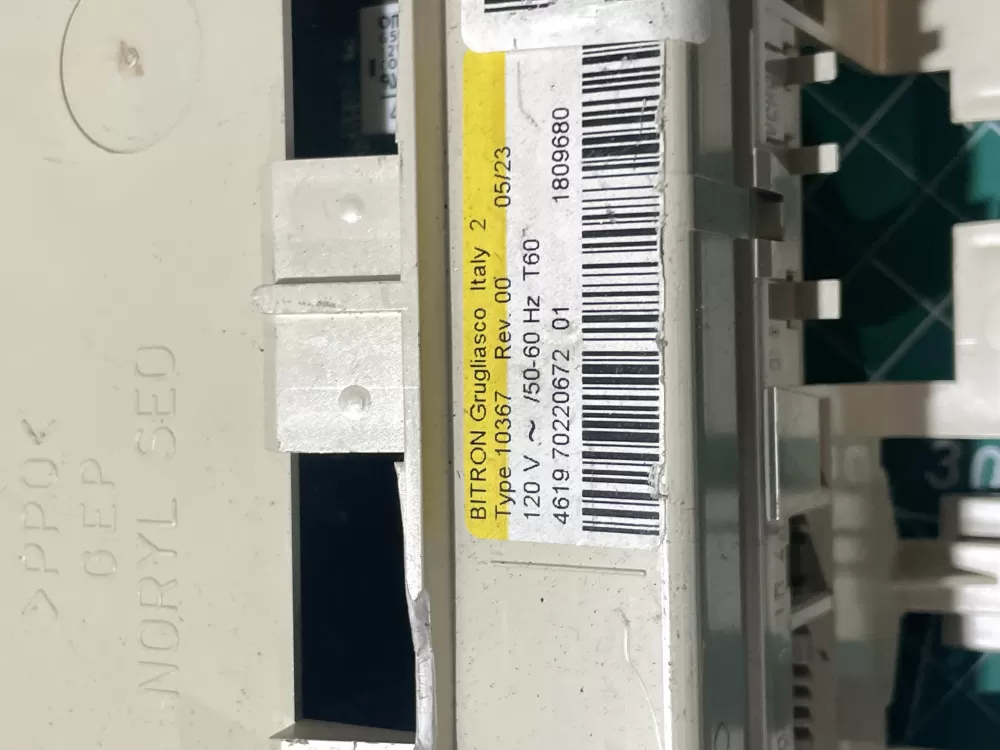 BITRON Grugliasco Italy 2
Type 10367 Rev. 00 05/23
120 V ~ /50-60 Hz T60
4619 70220672 01 1809680
>PPO<
GEP
NORYL SE0
3